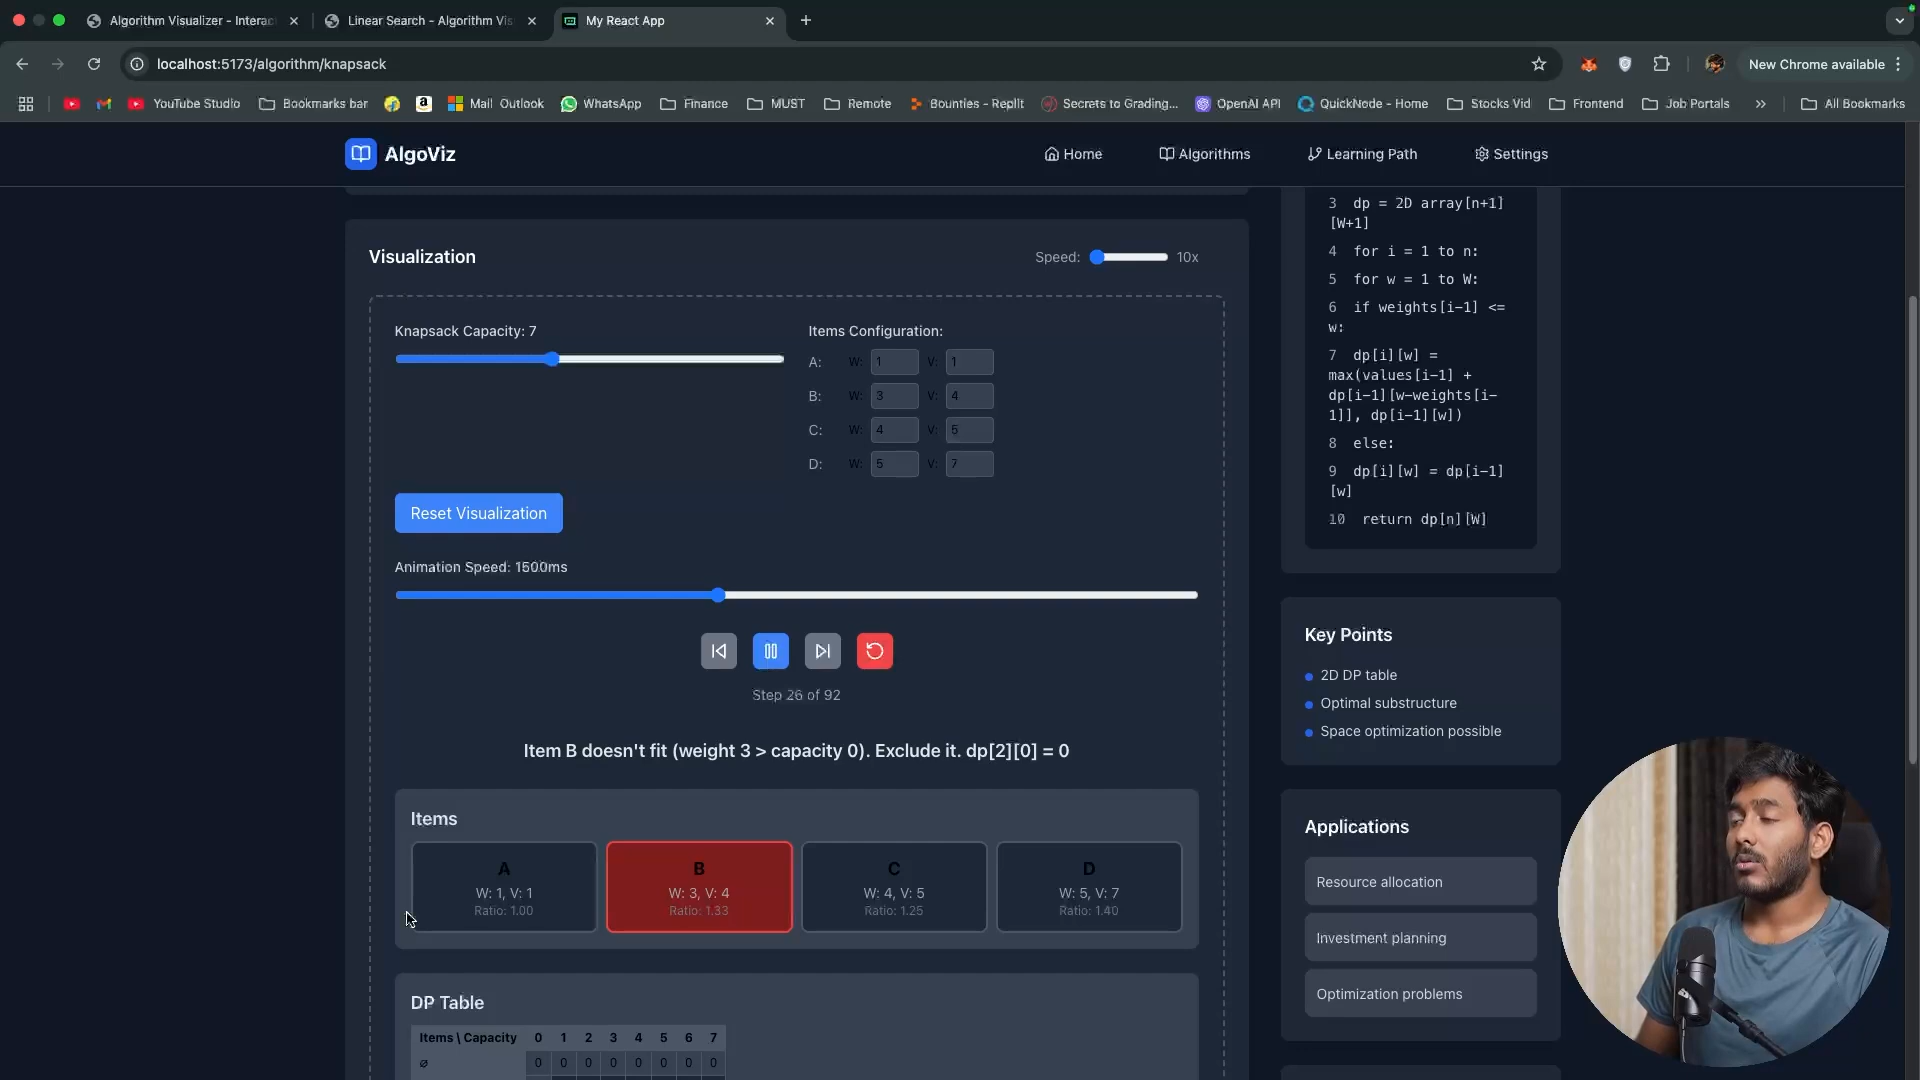 Algorithm Visualizer - Interac
Linear Search - Algorithm Vis
My React App
localhost:5173/algorithm/knapsack
New Chrome available
YouTube Studio
Bookmarks bar
Mail
Outlook
WhatsApp
Finance
MUST
Remote
Bounties - Replit
Secrets to Grading...
OpenAI API
QuickNode - Home
Stocks Vid
Frontend
Job Portals
All Bookmarks
AlgoViz
Home
Algorithms
Learning Path
Settings
Visualization
Speed:
10x
Knapsack Capacity: 7
Items Configuration:
A: W: 1 V: 1
B: W: 3 V: 4
C: W: 4 V: 5
D: W: 5 V: 7
Reset Visualization
Animation Speed: 1500ms
Step 26 of 92
Item B doesn't fit (weight 3 > capacity 0). Exclude it. dp[2][0] = 0
Items
A
W: 1, V: 1
Ratio: 1.00
B
W: 3, V: 4
Ratio: 1.33
C
W: 4, V: 5
Ratio: 1.25
D
W: 5, V: 7
Ratio: 1.40
DP Table
Items \ Capacity 0 1 2 3 4 5 6 7
∅ 0 0 0 0 0 0 0 0
3 dp = 2D array[n+1]
[W+1]
4 for i = 1 to n:
5 for w = 1 to W:
6 if weights[i-1] <=
w:
7 dp[i][w] =
max(values[i-1] +
dp[i-1][w-weights[i-
1]], dp[i-1][w])
8 else:
9 dp[i][w] = dp[i-1]
[w]
10 return dp[n][W]
Key Points
2D DP table
Optimal substructure
Space optimization possible
Applications
Resource allocation
Investment planning
Optimization problems